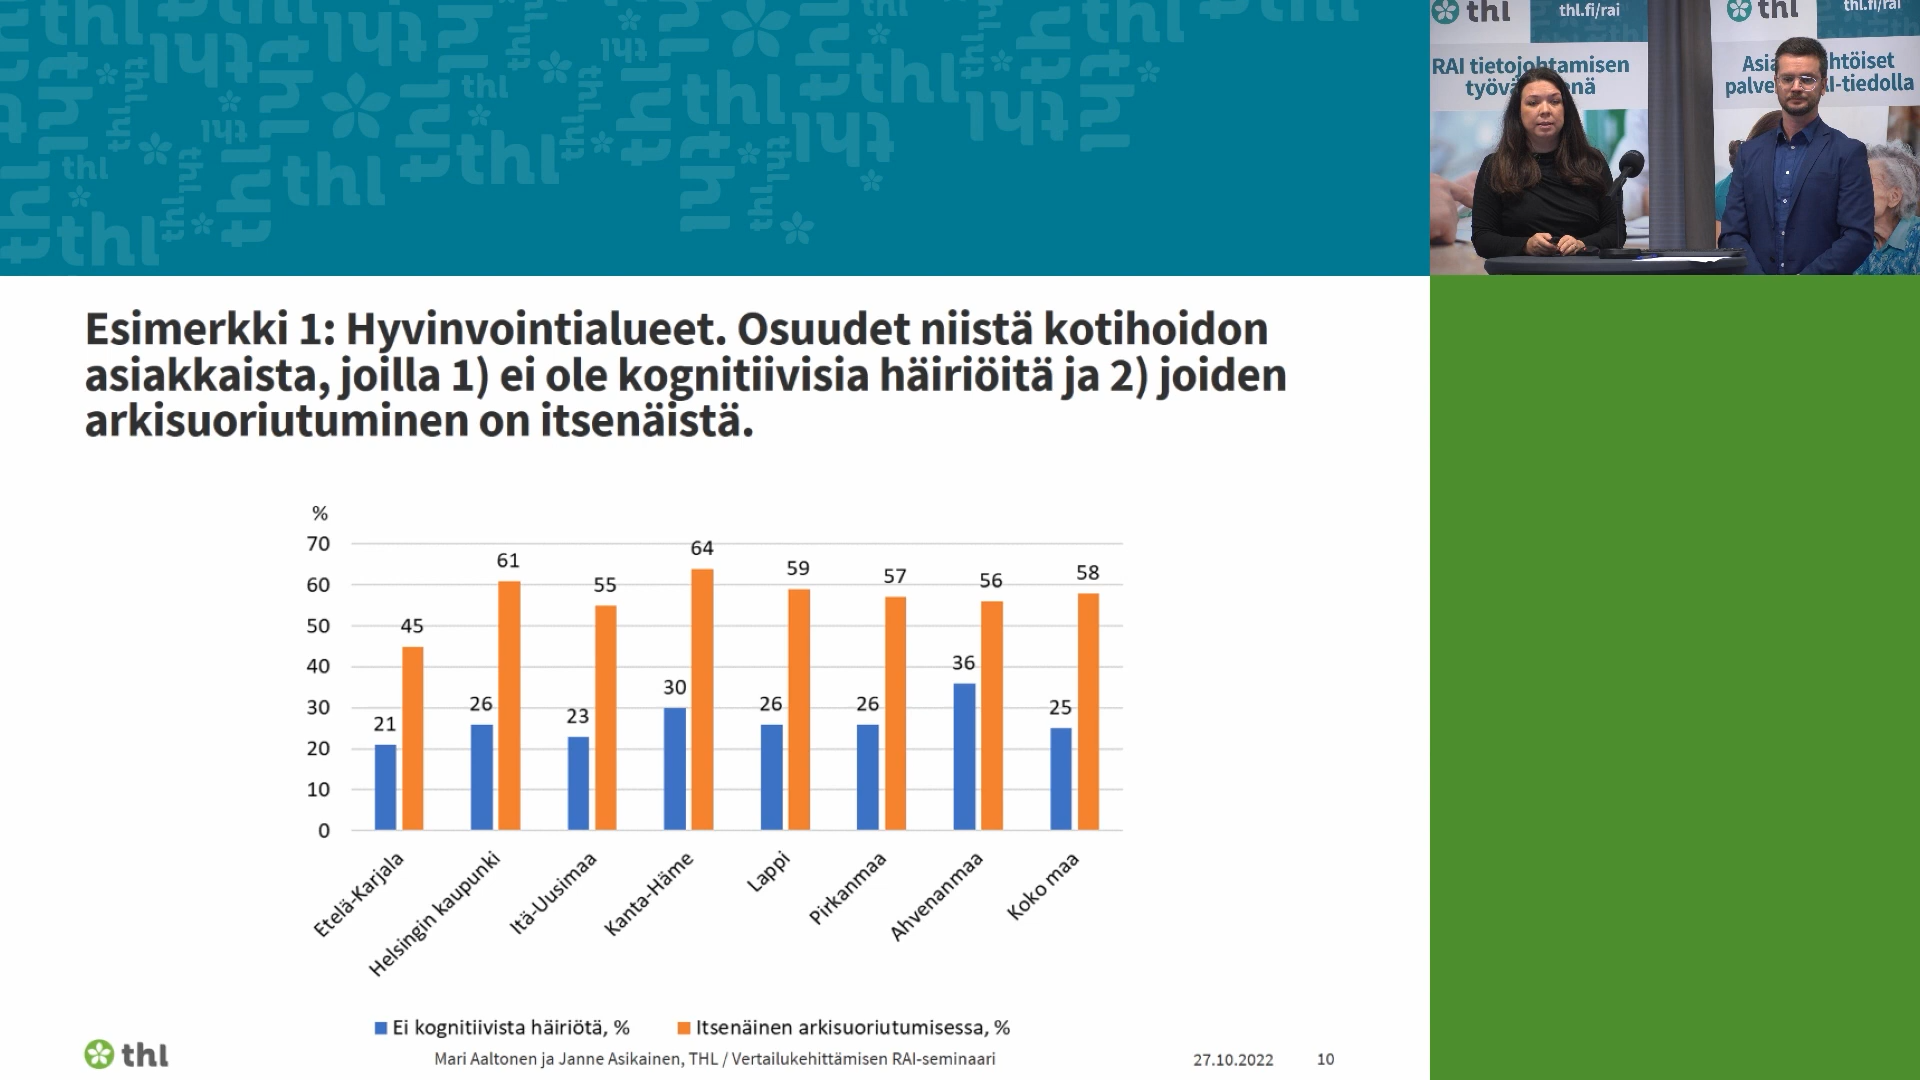 thl
thl.fi/rai
thl
thl.fi/rai
RAI tietojohtamisen
Esimerkki 1: Hyvinvointialueet. Osuudet niistä kotihoidon
asiakkaista, joilla 1) ei ole kognitiivisia häiriöitä ja 2) joiden
arkisuoriutuminen on itsenäistä.
%
70
60
50
40
30
20
10
0
21
45
26
61
23
55
30
64
26
59
26
57
36
56
25
58
Etelä-Karjala
Helsingin kaupunki
Itä-Uusimaa
Kanta-Häme
Lappi
Pirkanmaa
Ahvenanmaa
Koko maa
Ei kognitiivista häiriötä, %
Itsenäinen arkisuoriutumisessa, %
thl
Mari Aaltonen ja Janne Asikainen, THL / Vertailukehittämisen RAI-seminaari
27.10.2022
10